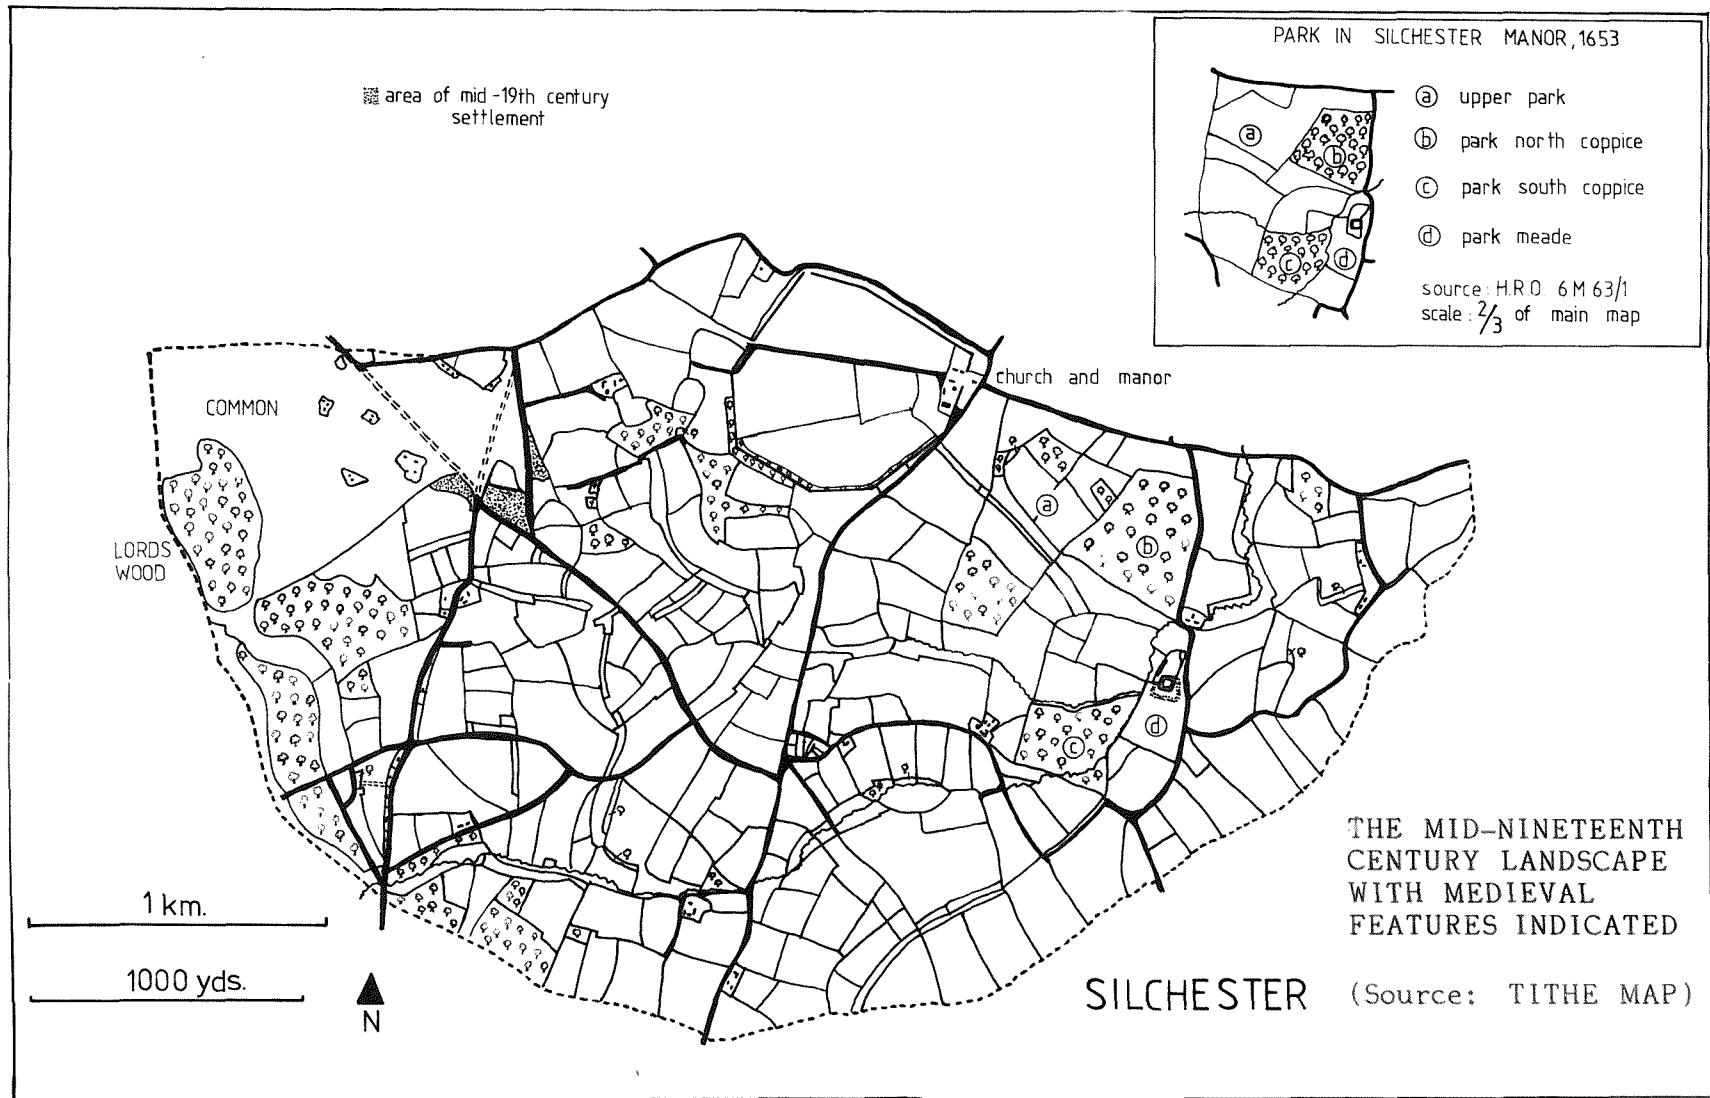 PARK IN SILCHESTER MANOR, 1653
ⓐ upper park
ⓑ park north coppice
ⓒ park south coppice
ⓓ park meade
source: H.R.O. 6 M 63/1
scale: 2/3 of main map
a
b
c
d
area of mid-19th century
settlement
church and manor
COMMON
LORDS
WOOD
a
b
c
d
1 km.
1000 yds.
N
THE MID-NINETEENTH
CENTURY LANDSCAPE
WITH MEDIEVAL
FEATURES INDICATED
SILCHESTER (Source: TITHE MAP)